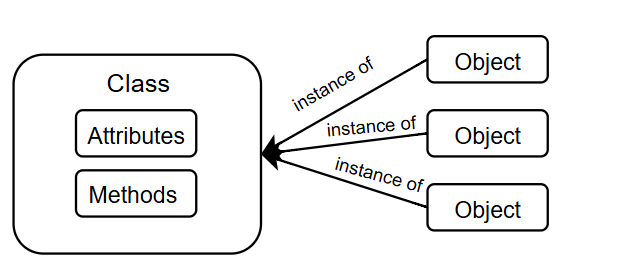 Class
Attributes
Methods
instance of
instance of
instance of
Object
Object
Object